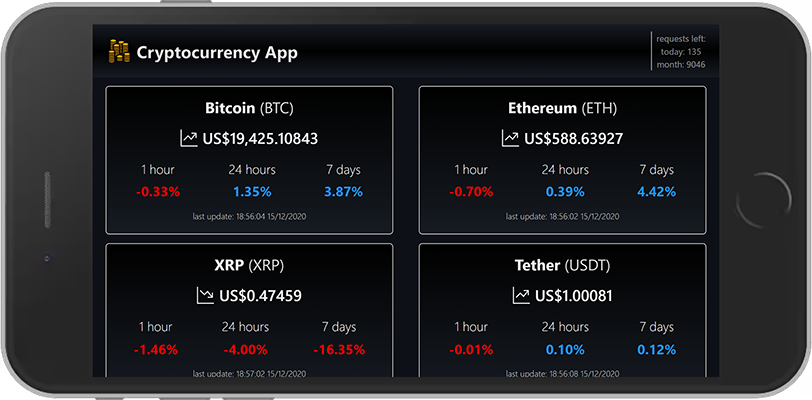 Cryptocurrency App
requests left:
today: 135
month: 9046
Bitcoin (BTC)
US$19,425.10843
1 hour 24 hours 7 days
-0.33% 1.35% 3.87%
last update: 18:56:04 15/12/2020
Ethereum (ETH)
US$588.63927
1 hour 24 hours 7 days
-0.70% 0.39% 4.42%
last update: 18:56:02 15/12/2020
XRP (XRP)
US$0.47459
1 hour 24 hours 7 days
-1.46% -4.00% -16.35%
last update: 18:57:02 15/12/2020
Tether (USDT)
US$1.00081
1 hour 24 hours 7 days
-0.01% 0.10% 0.12%
last update: 18:56:08 15/12/2020